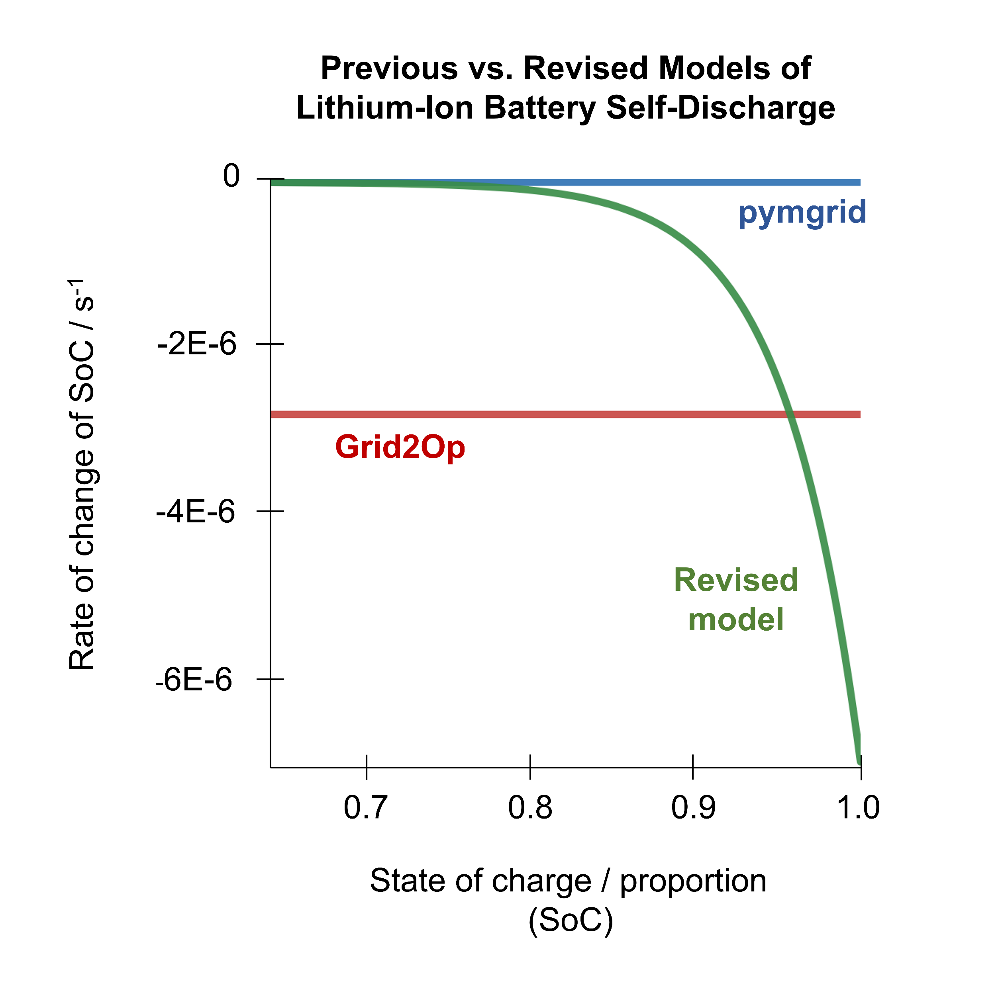 Previous vs. Revised Models of
Lithium-Ion Battery Self-Discharge
0
pymgrid
Rate of change of SoC / s⁻¹
-2E-6
Grid2Op
-4E-6
Revised
model
-6E-6
0.7 0.8 0.9 1.0
State of charge / proportion
(SoC)